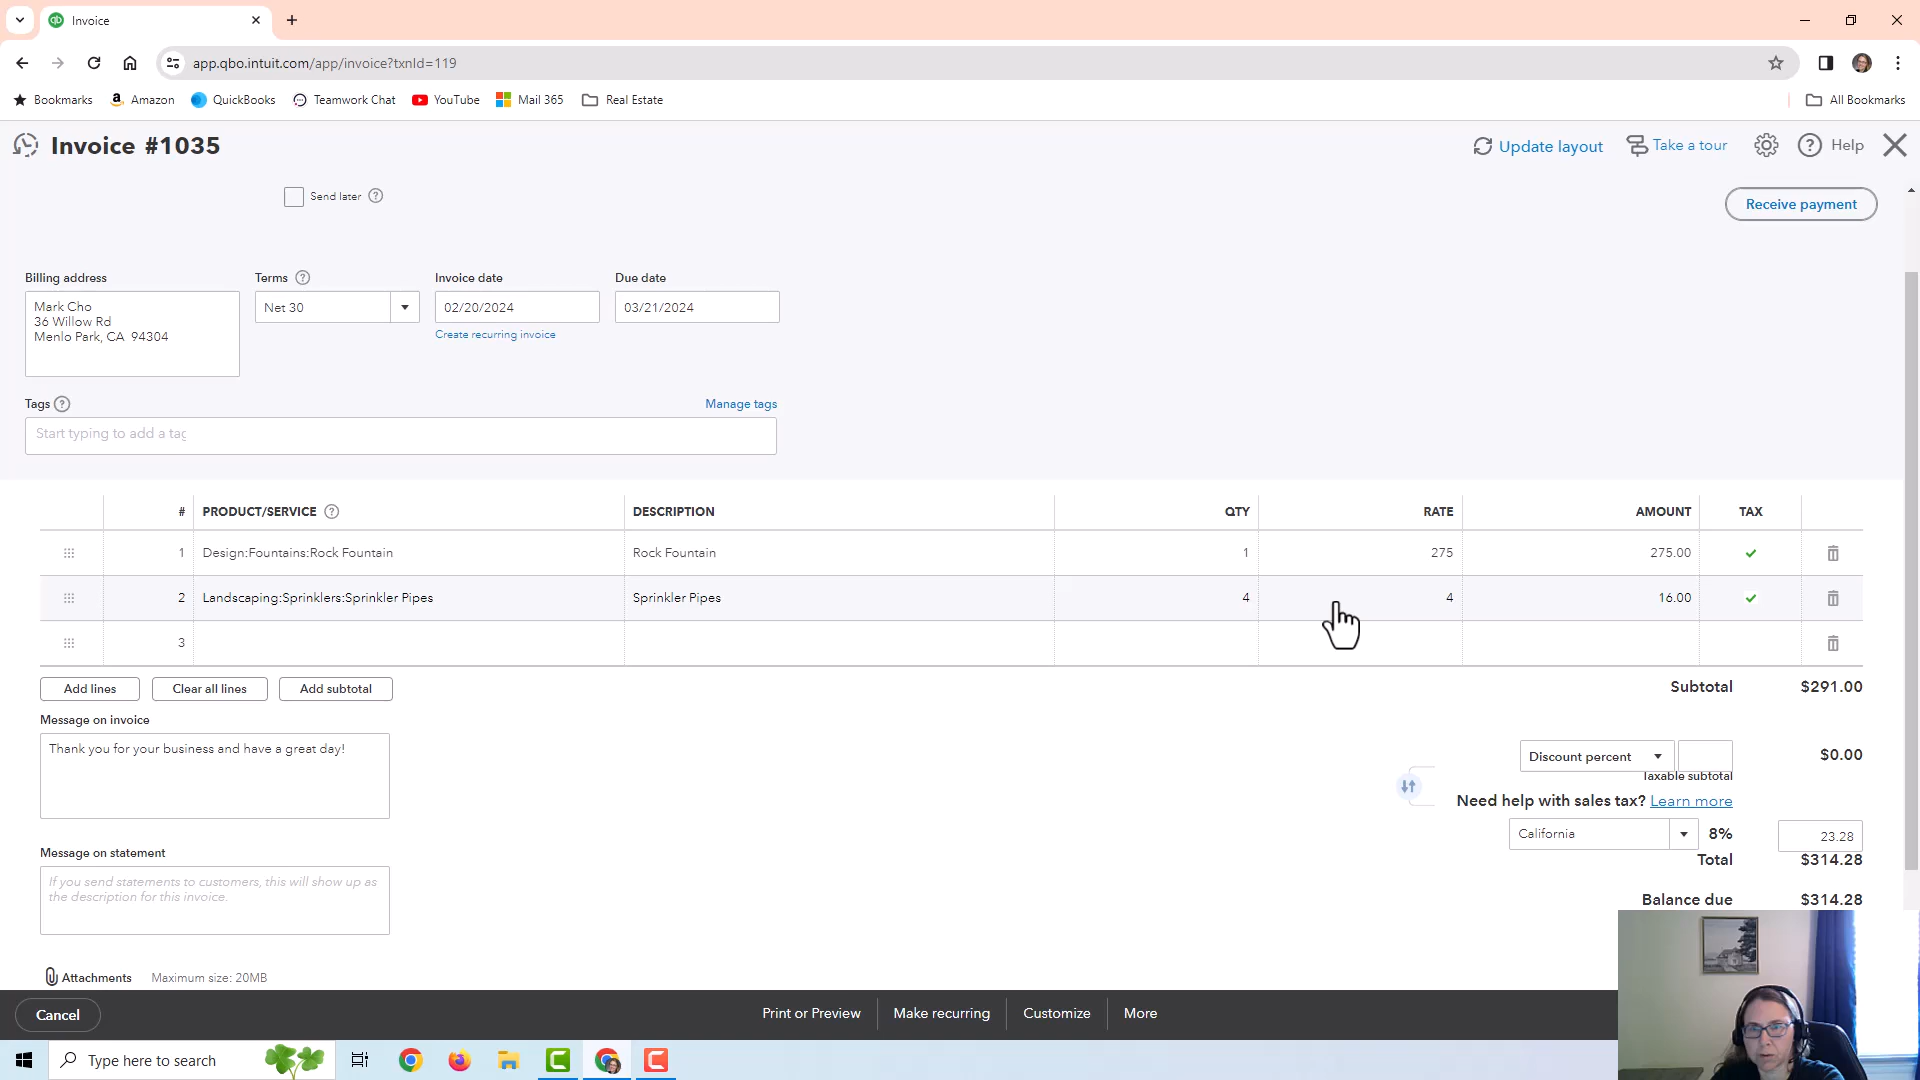 Invoice
app.qbo.intuit.com/app/invoice?txnId=119
Bookmarks
Amazon
QuickBooks
Teamwork Chat
YouTube
Mail 365
Real Estate
All Bookmarks
Invoice #1035
Update layout
Take a tour
Help
Send later
Receive payment
Billing address
Terms
Invoice date
Due date
Mark Cho
36 Willow Rd
Menlo Park, CA 94304
Net 30
02/20/2024
03/21/2024
Create recurring invoice
Tags
Manage tags
Start typing to add a tag
# PRODUCT/SERVICE DESCRIPTION QTY RATE AMOUNT TAX
1 Design:Fountains:Rock Fountain Rock Fountain 1 275 275.00
2 Landscaping:Sprinklers:Sprinkler Pipes Sprinkler Pipes 4 4 16.00
3
Add lines
Clear all lines
Add subtotal
Subtotal $291.00
Message on invoice
Thank you for your business and have a great day!
Discount percent
$0.00
Taxable subtotal
Need help with sales tax? Learn more
California
8%
23.28
Total $314.28
Message on statement
If you send statements to customers, this will show up as
the description for this invoice.
Balance due $314.28
Attachments Maximum size: 20MB
Cancel
Print or Preview
Make recurring
Customize
More
Type here to search